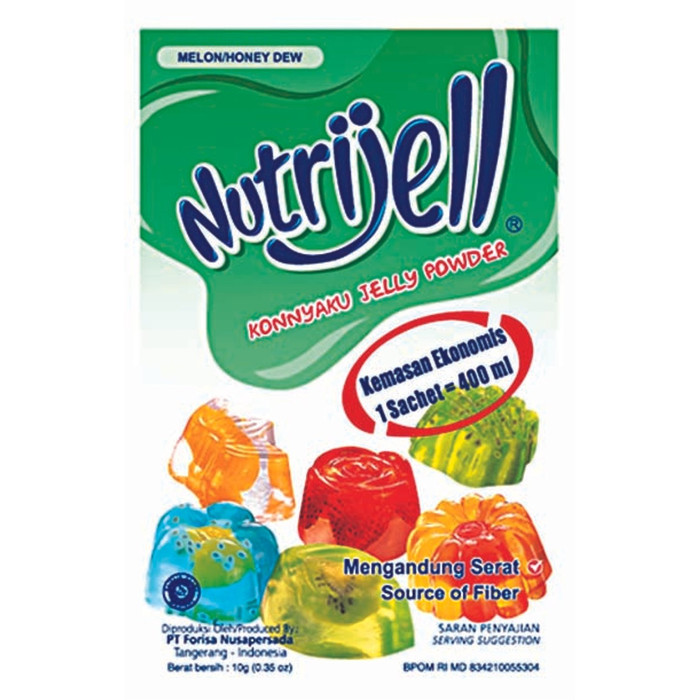 MELON/HONEY DEW
Nutrijell®
KONNYAKU JELLY POWDER
Kemasan Ekonomis
1 Sachet = 400 ml
Mengandung Serat
Source of Fiber
Diproduksi Oleh/Produced By:
PT Forisa Nusapersada
Tangerang - Indonesia
Berat bersih : 10g (0.35 oz)
SARAN PENYAJIAN
SERVING SUGGESTION
BPOM RI MD 834210055304